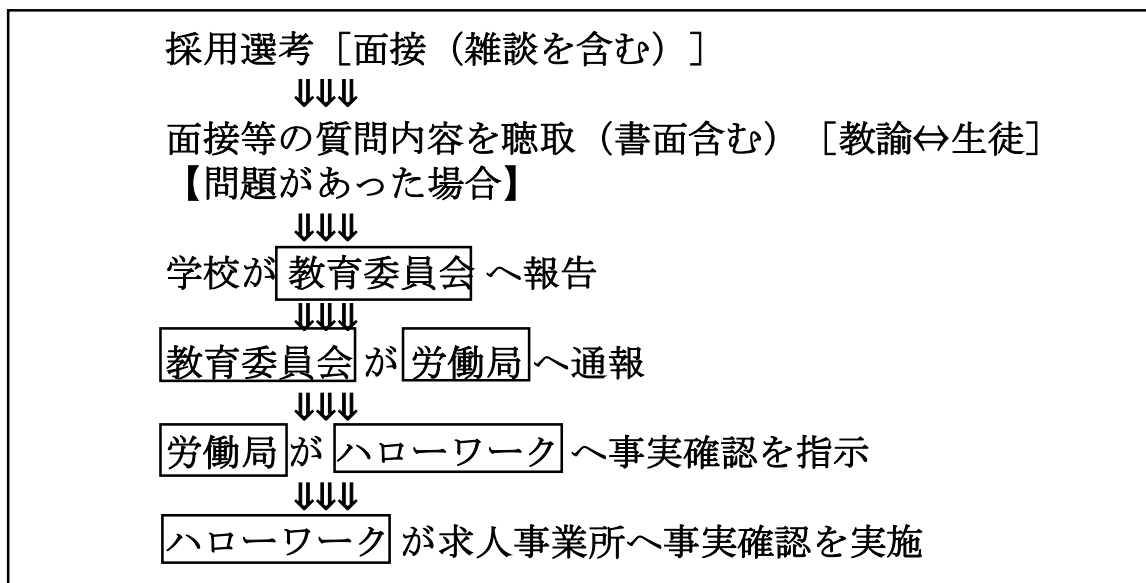 採用選考［面接（雑談を含む）］
⇓⇓⇓
面接等の質問内容を聴取（書面含む）［教諭⇔生徒］
【問題があった場合】
⇓⇓⇓
学校が 教育委員会 へ報告
⇓⇓⇓
教育委員会 が 労働局 へ通報
⇓⇓⇓
労働局 が ハローワーク へ事実確認を指示
⇓⇓⇓
ハローワーク が求人事業所へ事実確認を実施